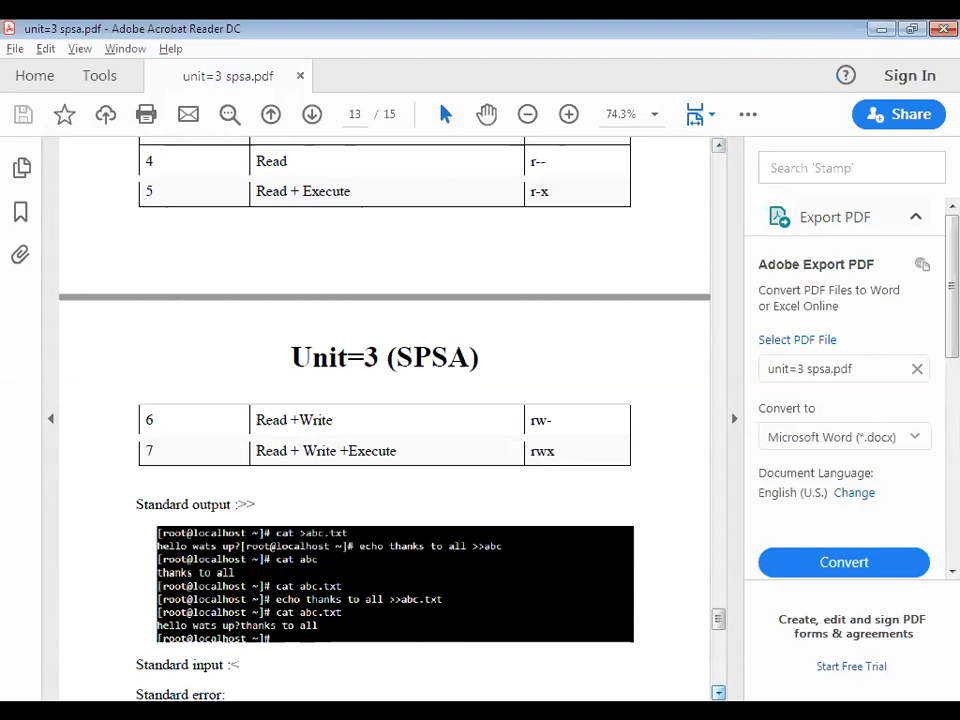 unit=3 spsa.pdf - Adobe Acrobat Reader DC
File Edit View Window Help
Home Tools unit=3 spsa.pdf × ? Sign In
13 / 15 74.3% Share
4 Read r--
5 Read + Execute r-x
Unit=3 (SPSA)
6 Read +Write rw-
7 Read + Write +Execute rwx
Standard output :>>
[root@localhost ~]# cat >abc.txt
hello wats up?[root@localhost ~]# echo thanks to all >>abc
[root@localhost ~]# cat abc
thanks to all
[root@localhost ~]# cat abc.txt
[root@localhost ~]# echo thanks to all >>abc.txt
[root@localhost ~]# cat abc.txt
hello wats up?thanks to all
[root@localhost ~]#
Standard input :<
Standard error:
Search 'Stamp'
Export PDF
Adobe Export PDF
Convert PDF Files to Word
or Excel Online
Select PDF File
unit=3 spsa.pdf
Convert to
Microsoft Word (*.docx)
Document Language:
English (U.S.) Change
Convert
Create, edit and sign PDF
forms & agreements
Start Free Trial